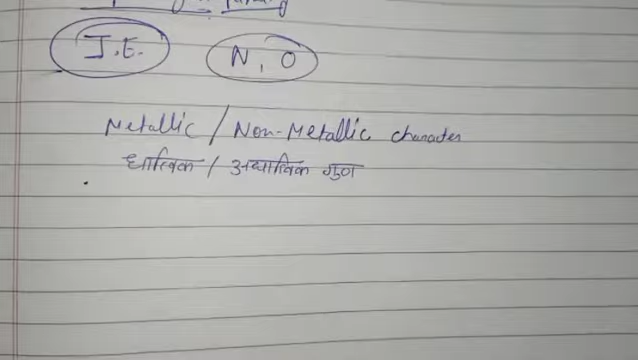 I.E. N, O
Metallic / Non-Metallic character
धात्विक / अधात्विक गुण